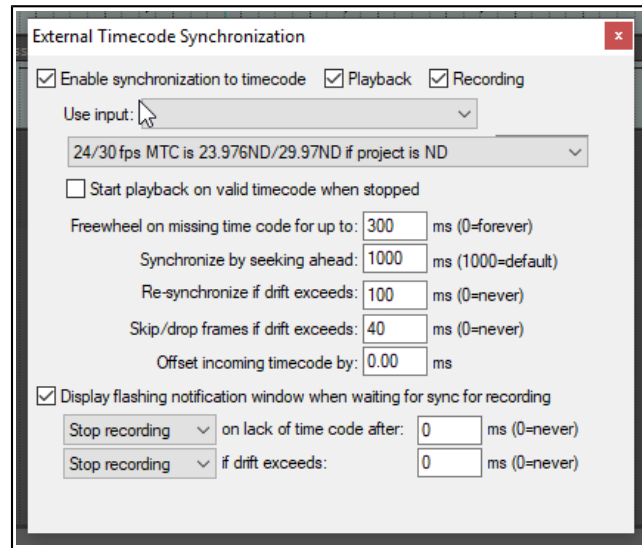 External Timecode Synchronization x
Enable synchronization to timecode Playback Recording
Use input:
24/30 fps MTC is 23.976ND/29.97ND if project is ND
Start playback on valid timecode when stopped
Freewheel on missing time code for up to: 300 ms (0=forever)
Synchronize by seeking ahead: 1000 ms (1000=default)
Re-synchronize if drift exceeds: 100 ms (0=never)
Skip/drop frames if drift exceeds: 40 ms (0=never)
Offset incoming timecode by: 0.00 ms
Display flashing notification window when waiting for sync for recording
Stop recording on lack of time code after: 0 ms (0=never)
Stop recording if drift exceeds: 0 ms (0=never)